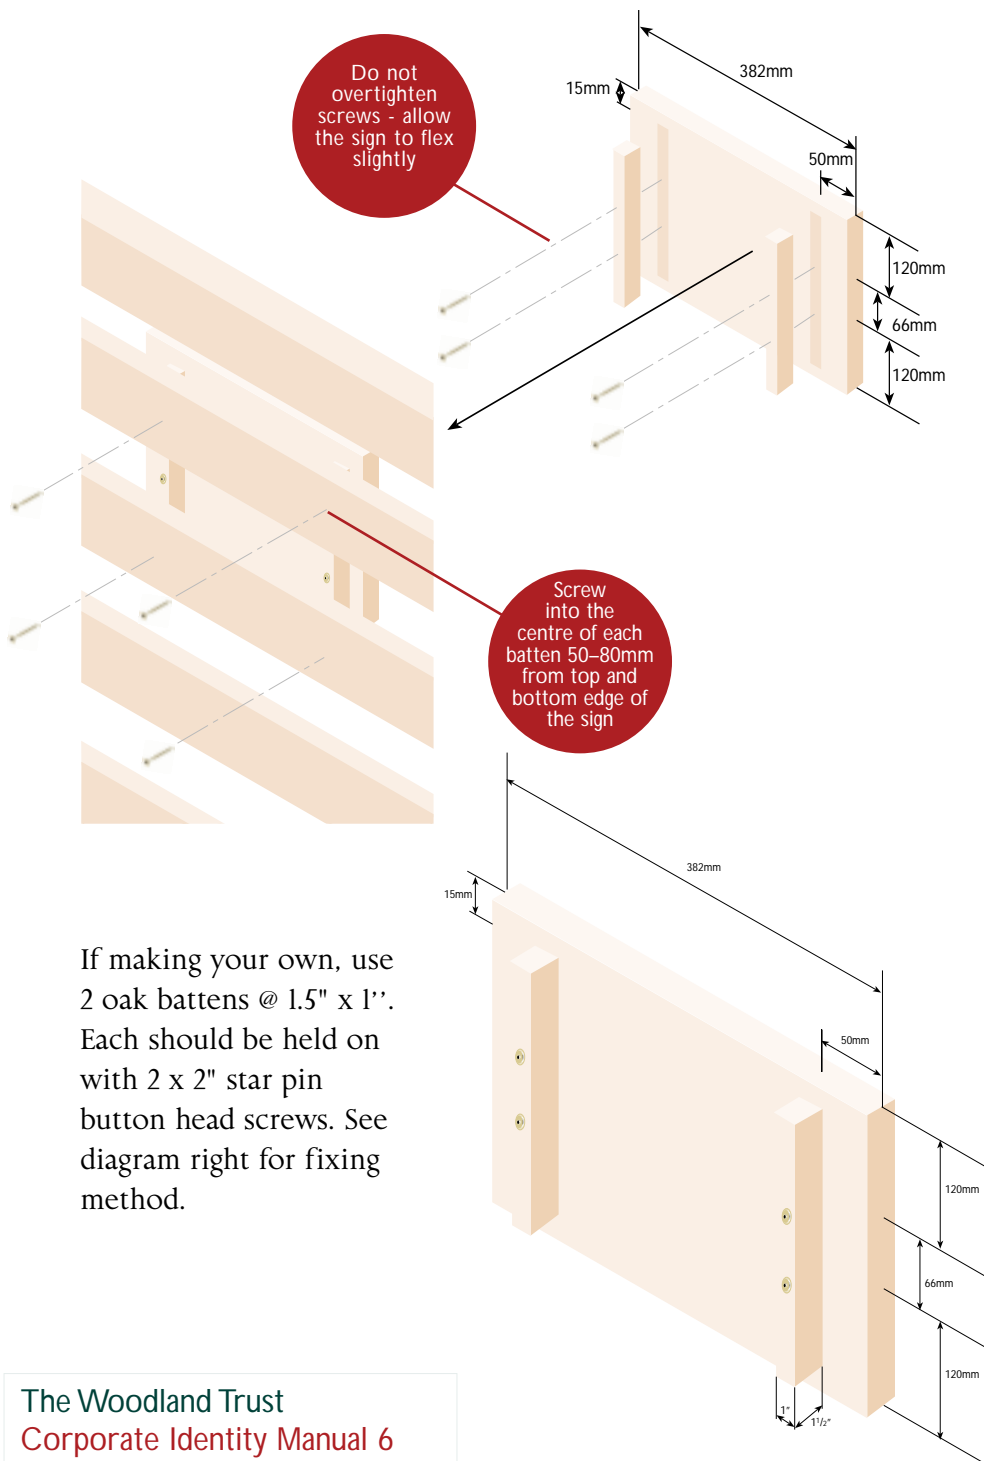 Do not
overtighten
screws - allow
the sign to flex
slightly
382mm
15mm
50mm
120mm
66mm
120mm
Screw
into the
centre of each
batten 50–80mm
from top and
bottom edge of
the sign
382mm
15mm
50mm
120mm
66mm
120mm
1"
1½"
If making your own, use
2 oak battens @ 1.5" x 1’’.
Each should be held on
with 2 x 2" star pin
button head screws. See
diagram right for fixing
method.
The Woodland Trust
Corporate Identity Manual 6